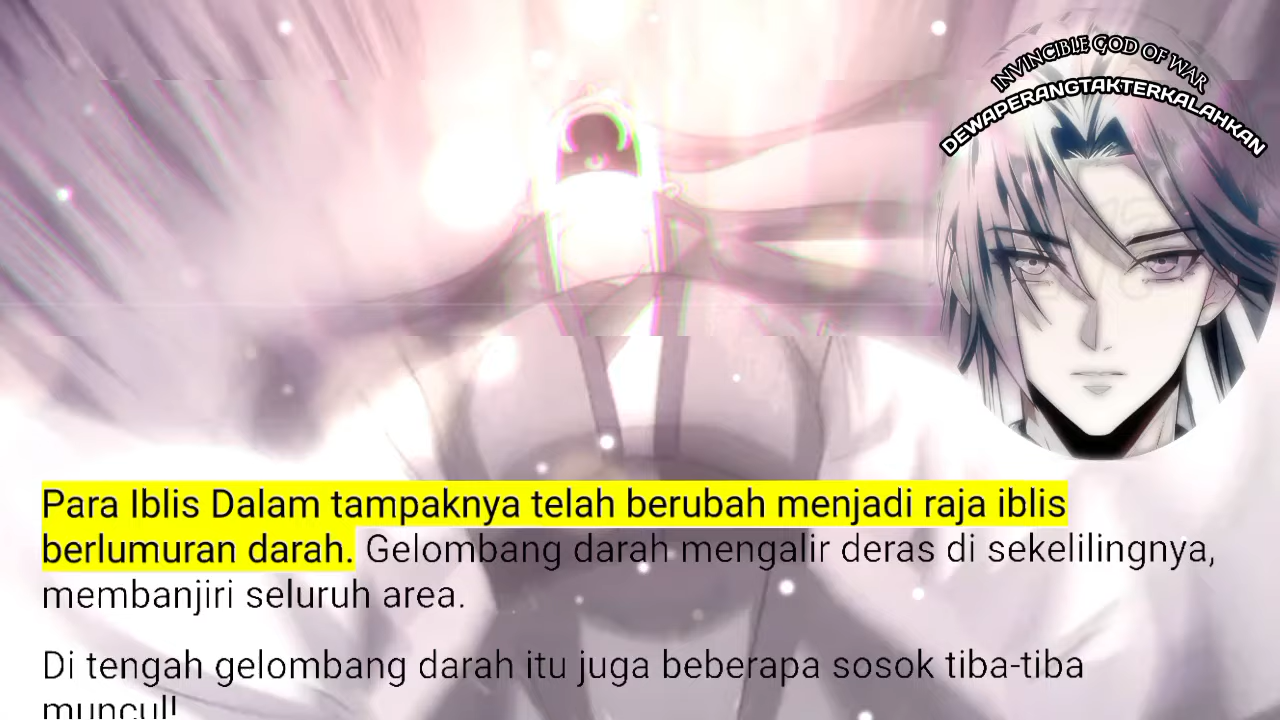 INVINCIBLE GOD OF WAR
DEWAPERANGTAKTERKALAHKAN
Para Iblis Dalam tampaknya telah berubah menjadi raja iblis
berlumuran darah. Gelombang darah mengalir deras di sekelilingnya,
membanjiri seluruh area.
Di tengah gelombang darah itu juga beberapa sosok tiba-tiba
muncul!